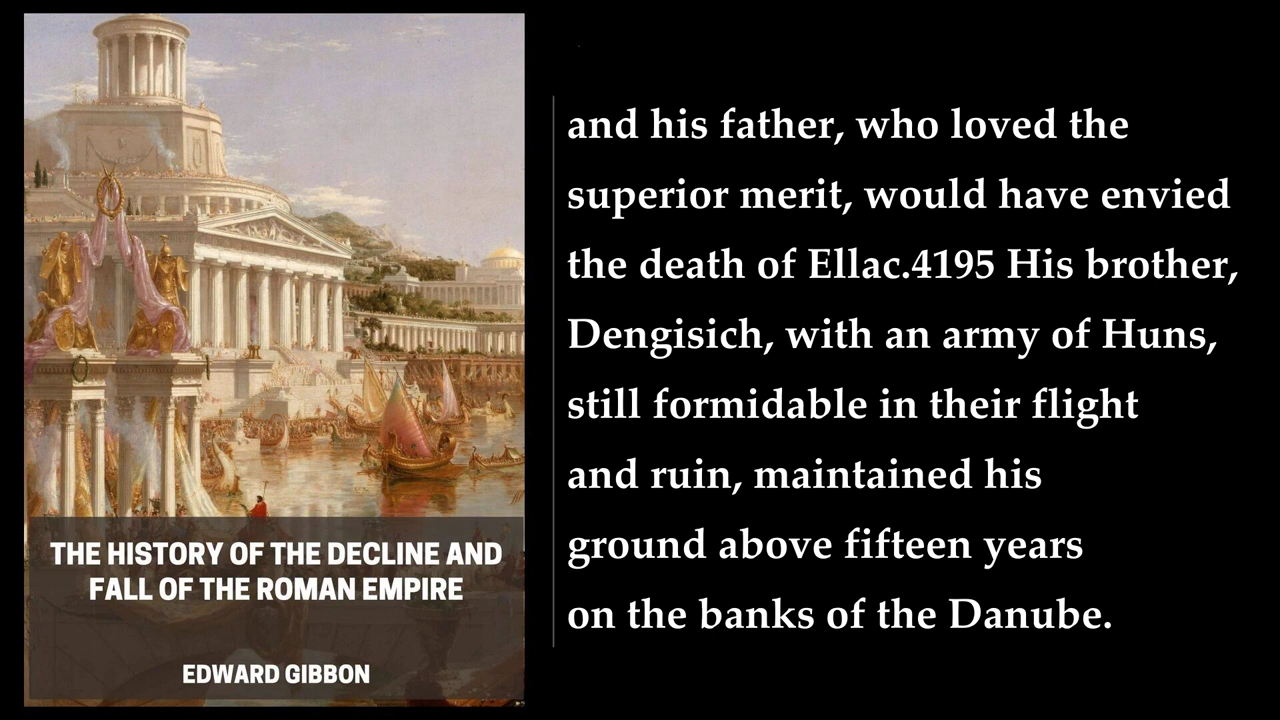 THE HISTORY OF THE DECLINE AND
FALL OF THE ROMAN EMPIRE
EDWARD GIBBON
and his father, who loved the
superior merit, would have envied
the death of Ellac.4195 His brother,
Dengisich, with an army of Huns,
still formidable in their flight
and ruin, maintained his
ground above fifteen years
on the banks of the Danube.